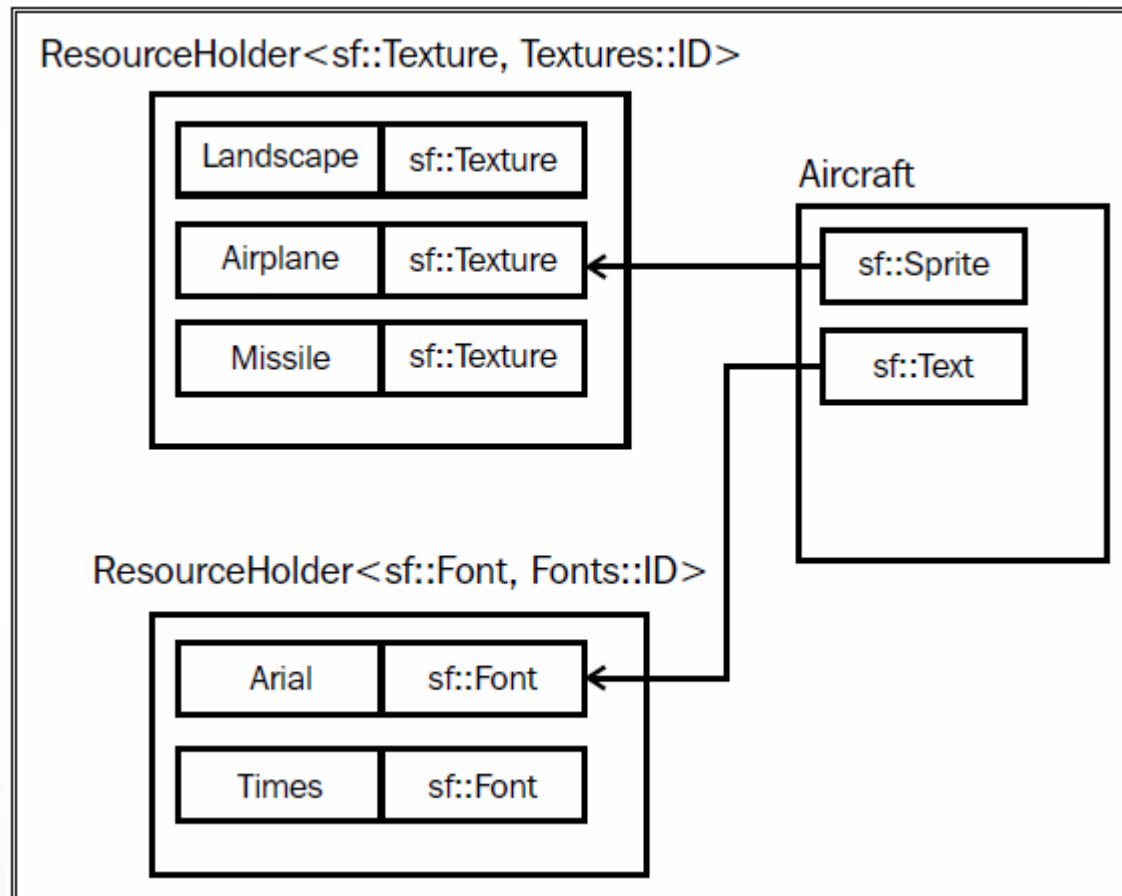 ResourceHolder<sf::Texture, Textures::ID>
Landscape sf::Texture
Airplane sf::Texture
Missile sf::Texture
Aircraft
sf::Sprite
sf::Text
ResourceHolder<sf::Font, Fonts::ID>
Arial sf::Font
Times sf::Font